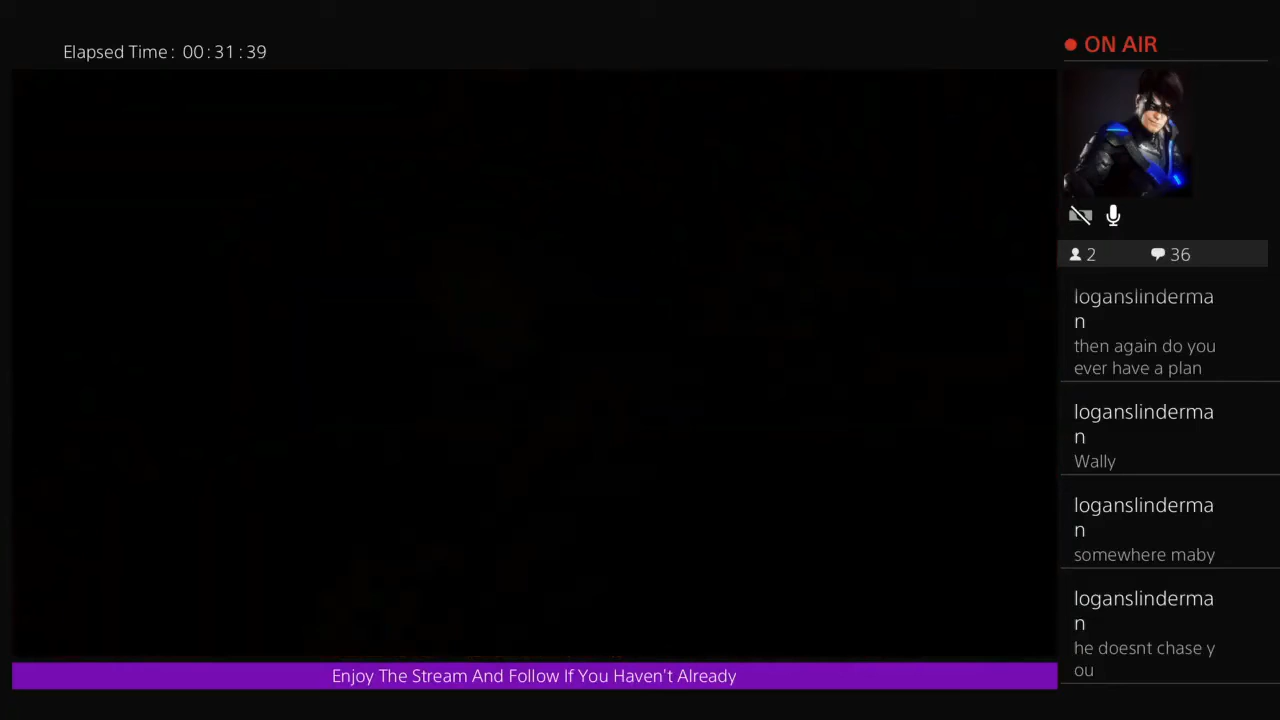 Elapsed Time: 00:31:39
ON AIR
2 36
loganslinderma
n
then again do you
ever have a plan
loganslinderma
n
Wally
loganslinderma
n
somewhere maby
loganslinderma
n
he doesnt chase y
ou
Enjoy The Stream And Follow If You Haven't Already